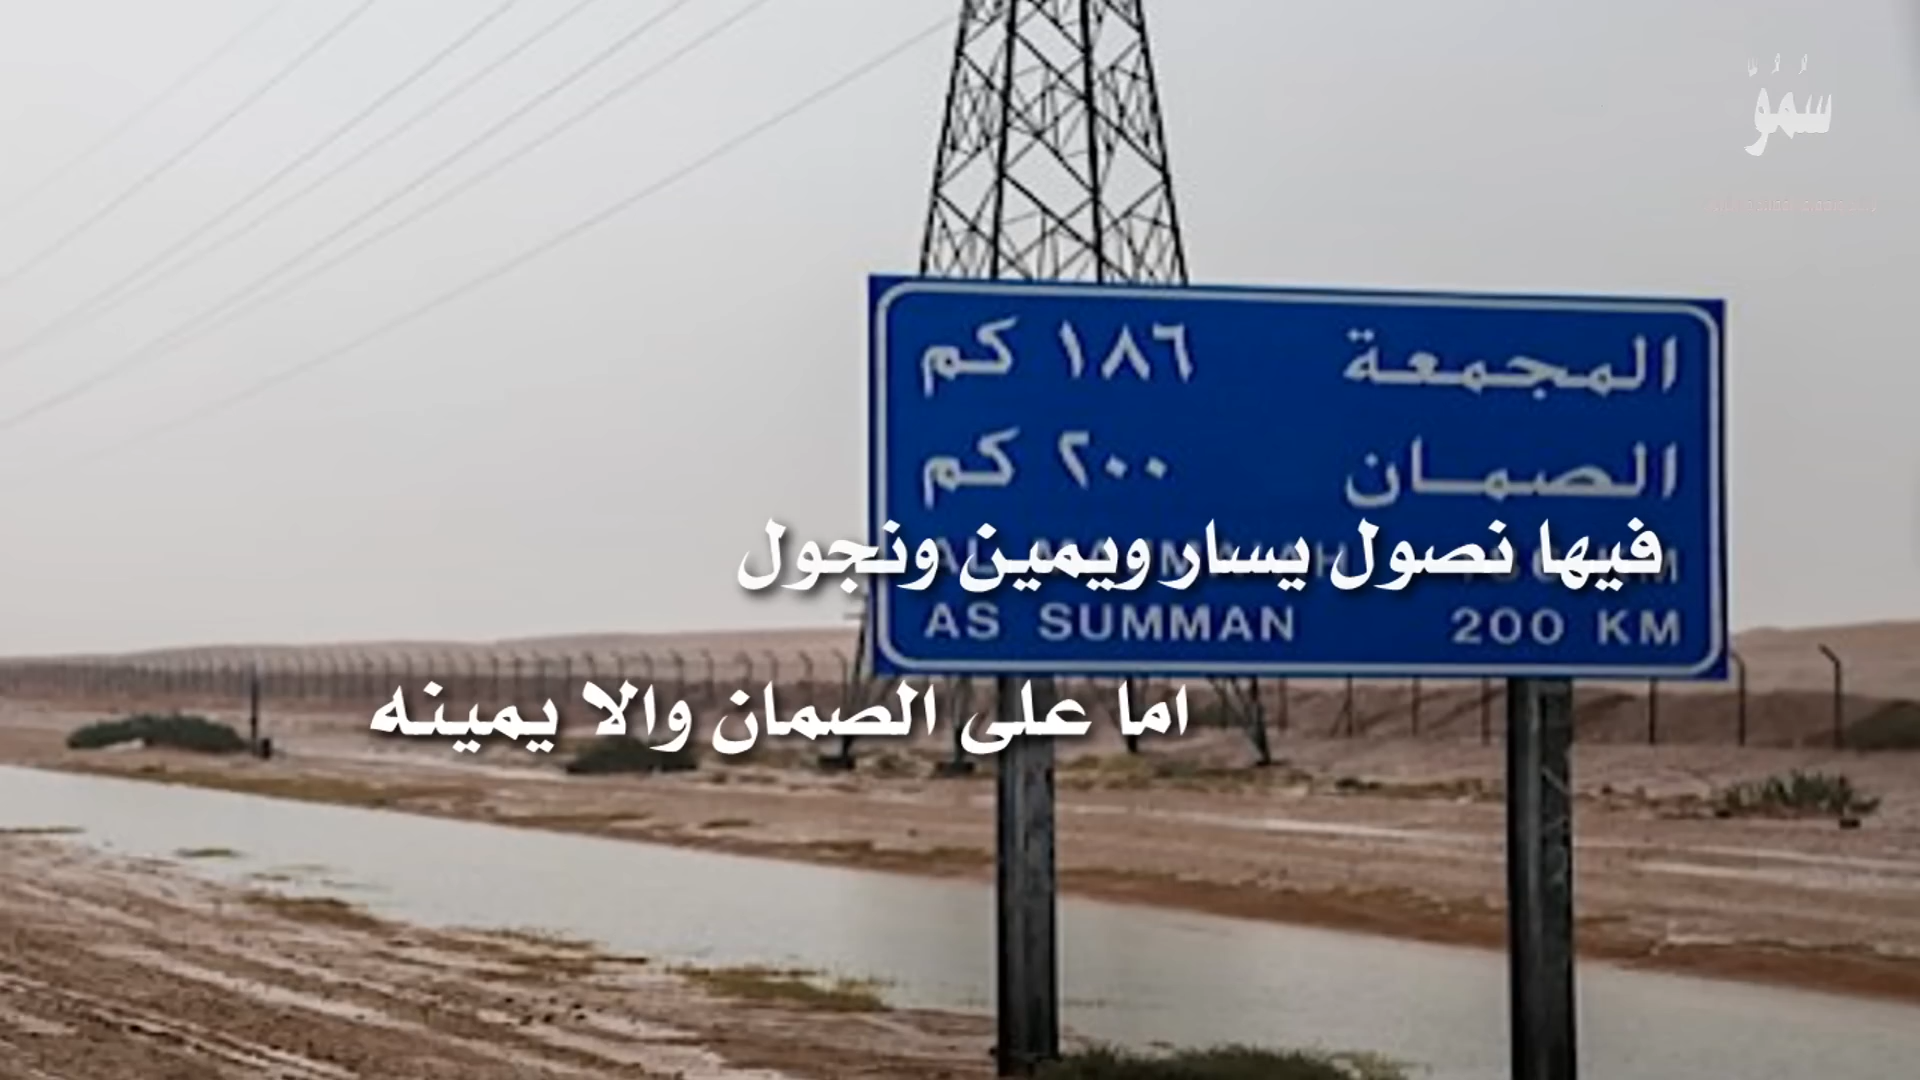 سُمُوّ
المجمعة ١٨٦ كم
الصمان ٢٠٠ كم
فيها نصول يسار ويمين ونجول
AS SUMMAN 200 KM
اما على الصمان والا يمينه